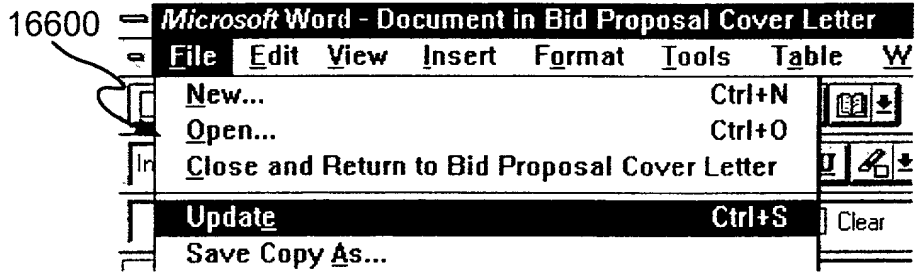 16600
Microsoft Word - Document in Bid Proposal Cover Letter
File Edit View Insert Format Tools Table W
New... Ctrl+N
Open... Ctrl+O
In
Close and Return to Bid Proposal Cover Letter
U
Update Ctrl+S
Clear
Save Copy As...